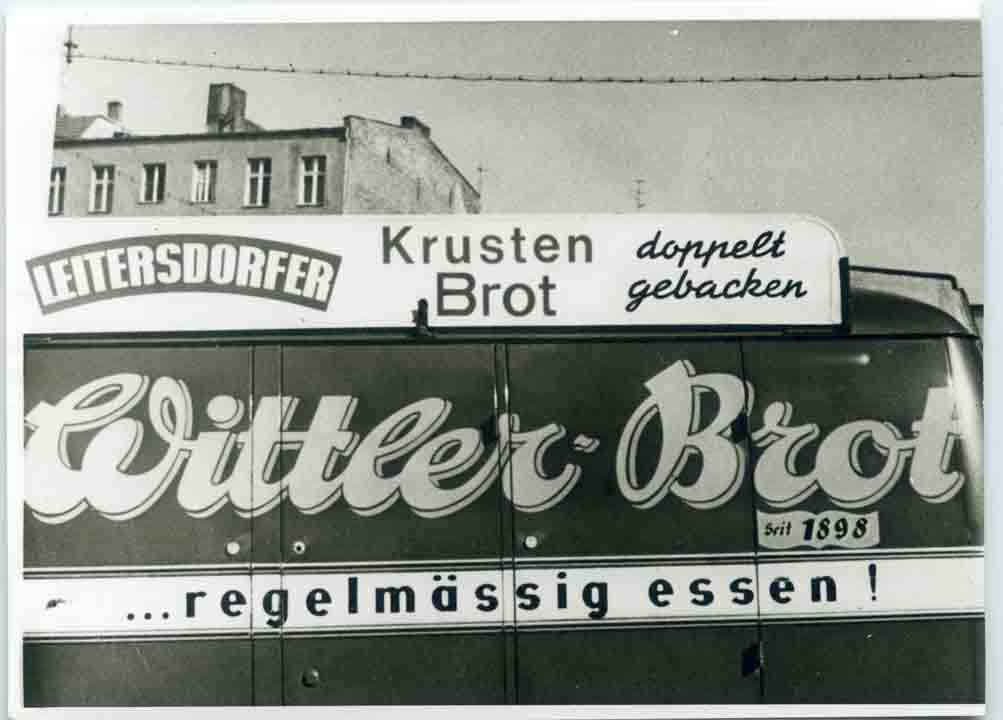 LEITERSDORFER
Krusten
Brot
doppelt
gebacken
Wittler-Brot
Seit 1898
...regelmässig essen!